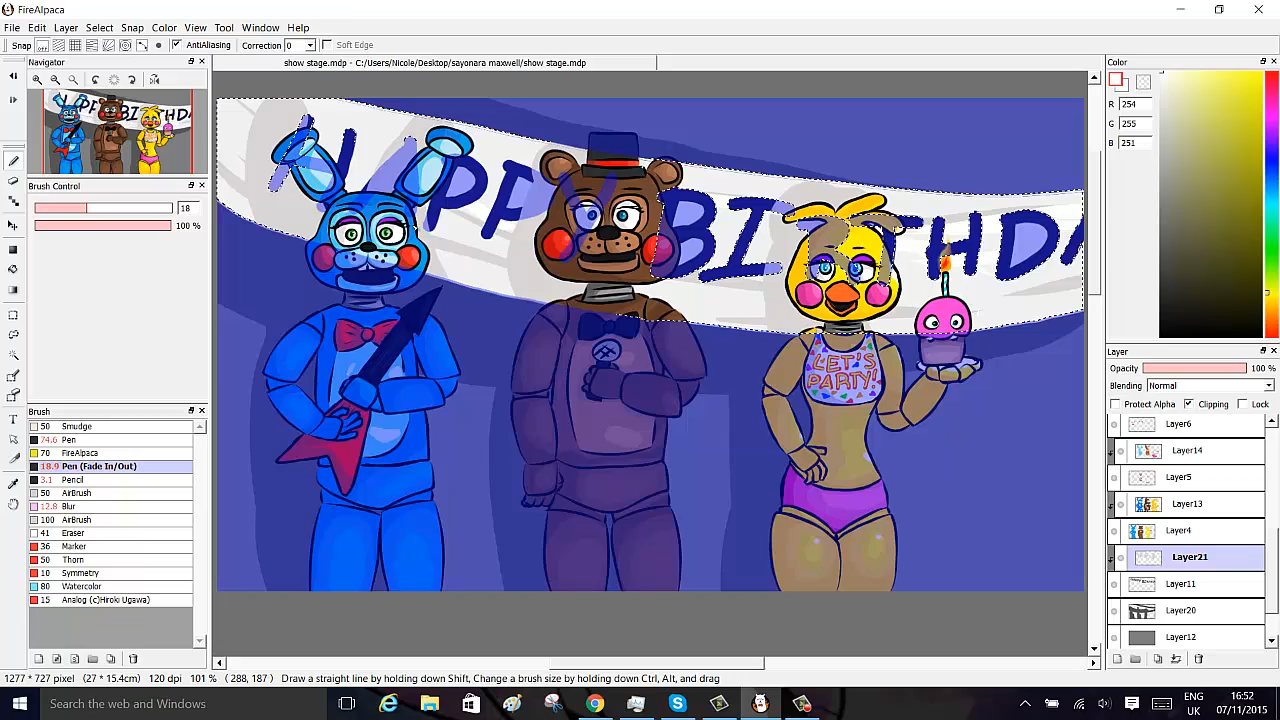 FireAlpaca
File Edit Layer Select Snap Color View Tool Window Help
Snap AntiAliasing Correction 0 Soft Edge
Navigator
show stage.mdp - C:/Users/Nicole/Desktop/sayonara maxwell/show stage.mdp
Color
R 254
G 255
B 251
Brush Control
18
100 %
HAPPY BIRTHDA
LET'S
PARTY!
Brush
50 Smudge
74.6 Pen
70 FireAlpaca
18.9 Pen (Fade In/Out)
3.1 Pencil
50 AirBrush
12.8 Blur
100 AirBrush
41 Eraser
36 Marker
50 Thorn
10 Symmetry
80 Watercolor
15 Analog (c)Hiroki Ugawa)
Layer
Opacity 100 %
Blending Normal
Protect Alpha Clipping Lock
Layer6
Layer14
Layer5
Layer13
Layer4
Layer21
Layer11
Layer20
Layer12
1277 * 727 pixel (27 * 15.4cm) 120 dpi 101 % ( 288, 187 ) Draw a straight line by holding down Shift, Change a brush size by holding down Ctrl, Alt, and drag
Search the web and Windows
ENG
UK
16:52
07/11/2015